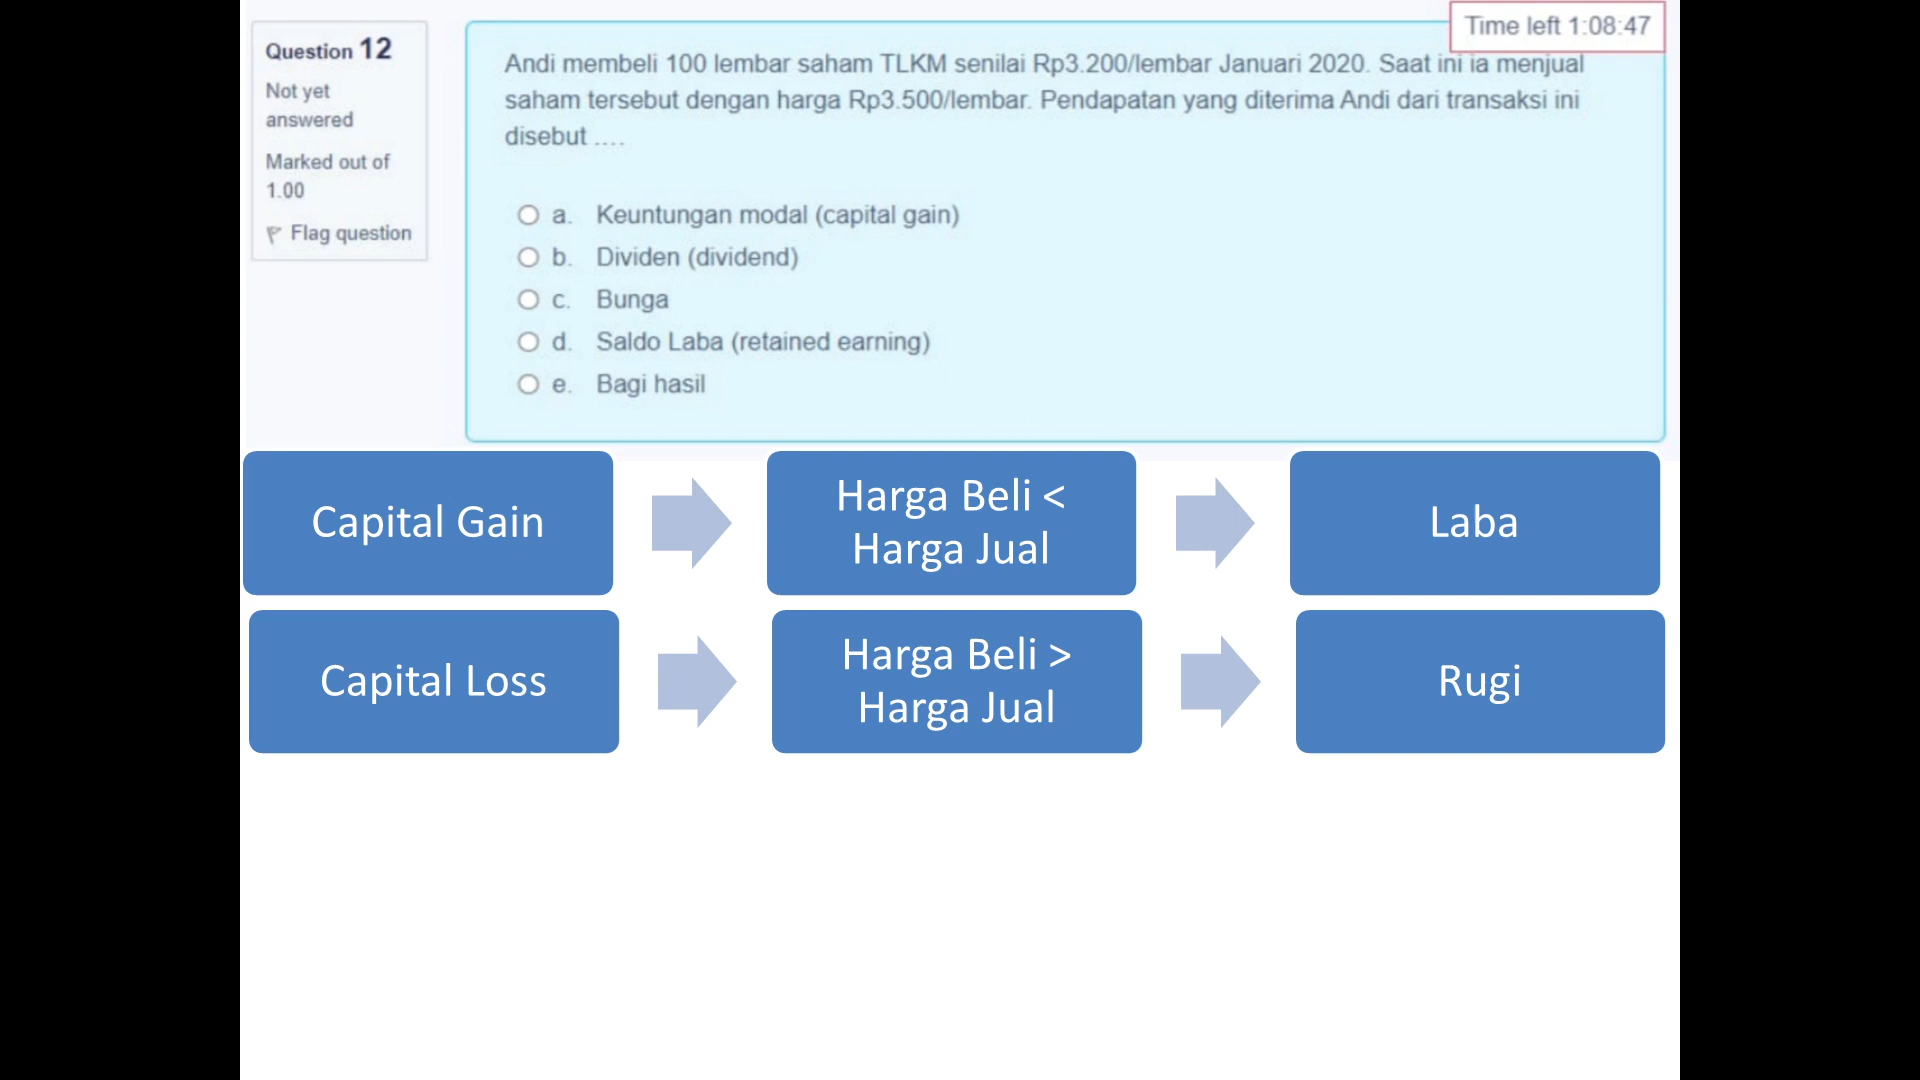 Time left 1:08:47
Question 12
Not yet
answered
Marked out of
1.00
Flag question
Andi membeli 100 lembar saham TLKM senilai Rp3.200/lembar Januari 2020. Saat ini ia menjual
saham tersebut dengan harga Rp3.500/lembar. Pendapatan yang diterima Andi dari transaksi ini
disebut ....
a. Keuntungan modal (capital gain)
b. Dividen (dividend)
c. Bunga
d. Saldo Laba (retained earning)
e. Bagi hasil
Capital Gain
Harga Beli <
Harga Jual
Laba
Capital Loss
Harga Beli >
Harga Jual
Rugi